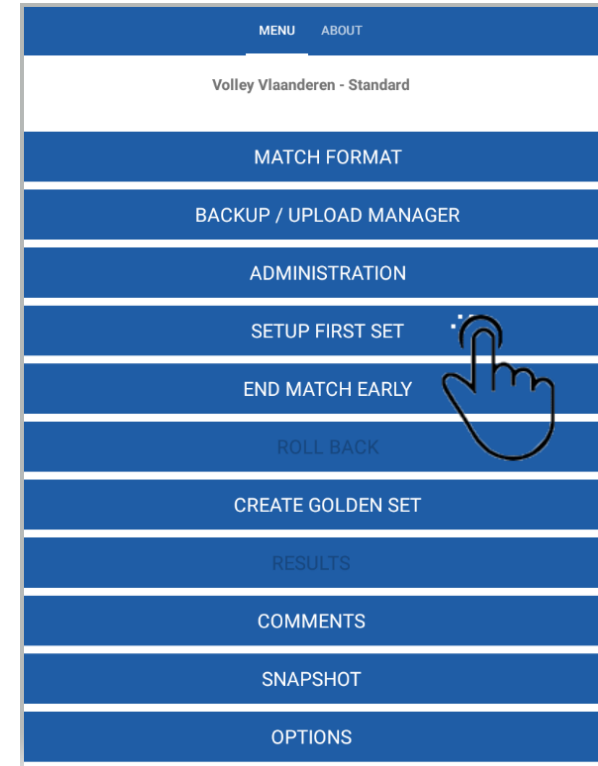 MENU ABOUT
Volley Vlaanderen - Standard
MATCH FORMAT
BACKUP / UPLOAD MANAGER
ADMINISTRATION
SETUP FIRST SET
END MATCH EARLY
ROLL BACK
CREATE GOLDEN SET
RESULTS
COMMENTS
SNAPSHOT
OPTIONS